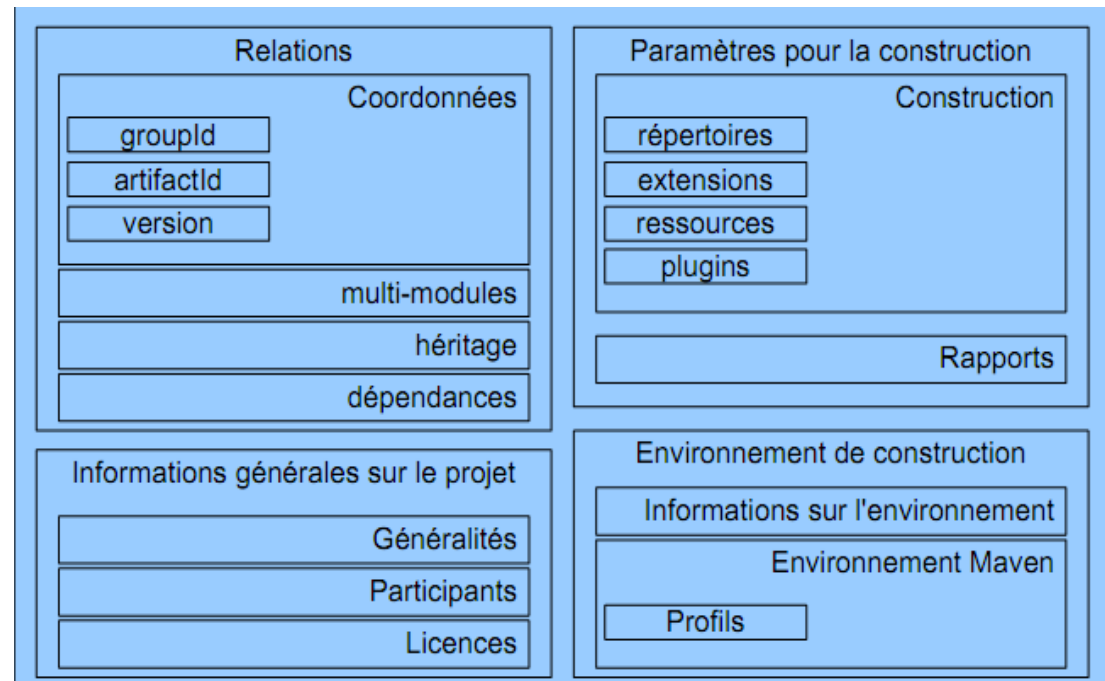 Relations
Coordonnées
groupId
artifactId
version
multi-modules
héritage
dépendances
Paramètres pour la construction
Construction
répertoires
extensions
ressources
plugins
Rapports
Informations générales sur le projet
Généralités
Participants
Licences
Environnement de construction
Informations sur l'environnement
Environnement Maven
Profils